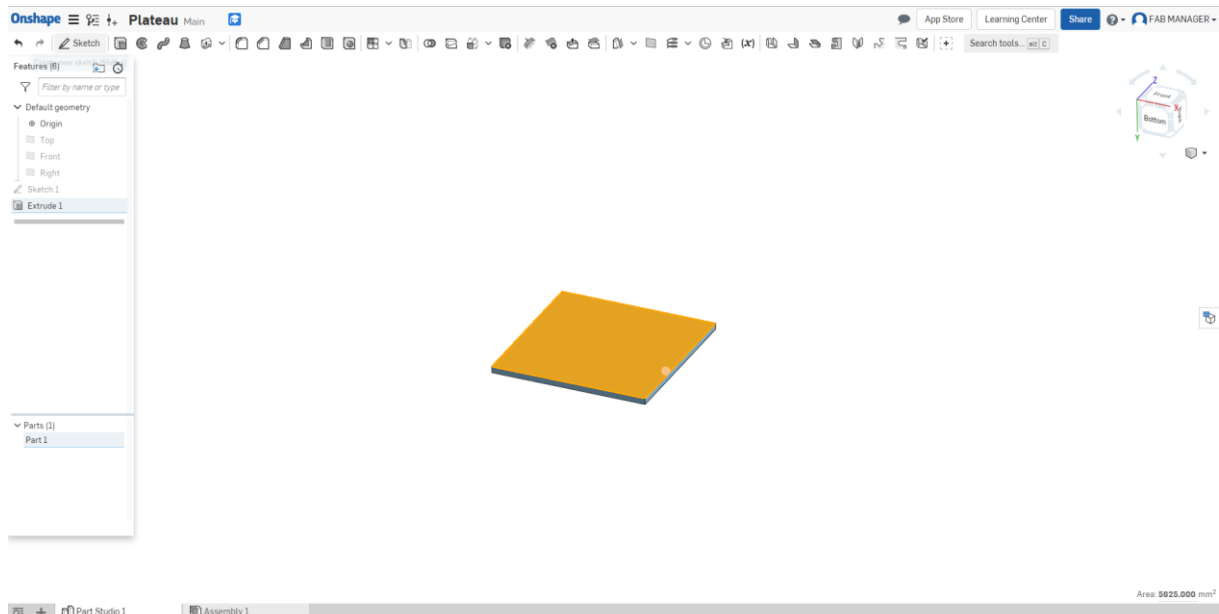 Onshape Plateau Main App Store Learning Center Share FAB MANAGER
Sketch Search tools... alt C
Features (6)
Filter by name or type
Default geometry
Origin
Top
Front
Right
Sketch 1
Extrude 1
Parts (1)
Part 1
Z
Front
X
Bottom
Y
Area: 5625.000 mm²
Part Studio 1 Assembly 1